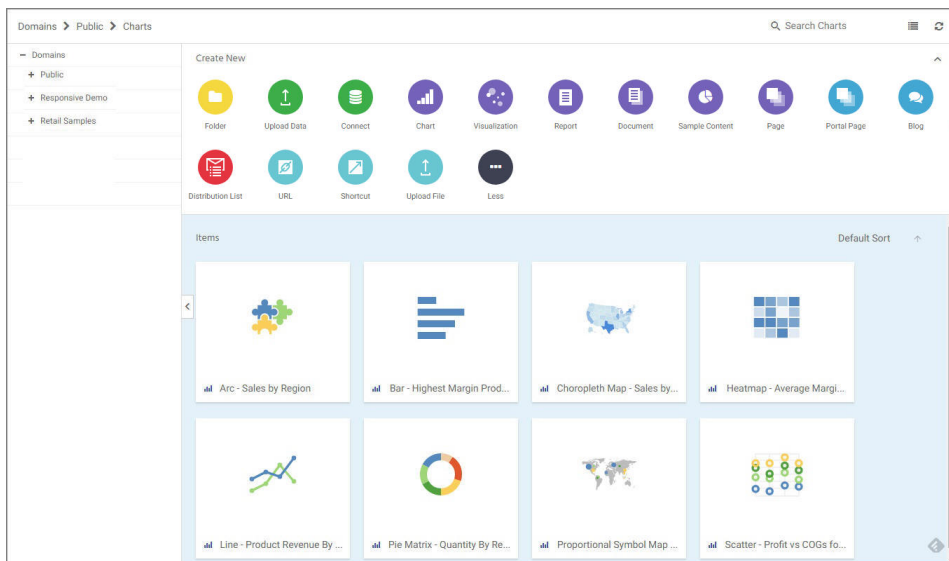 Domains > Public > Charts
Search Charts
− Domains
+ Public
+ Responsive Demo
+ Retail Samples
Create New
Folder Upload Data Connect Chart Visualization Report Document Sample Content Page Portal Page Blog
Distribution List URL Shortcut Upload File Less
Items Default Sort
Arc - Sales by Region Bar - Highest Margin Prod... Choropleth Map - Sales by... Heatmap - Average Margi...
Line - Product Revenue By ... Pie Matrix - Quantity By Re... Proportional Symbol Map ... Scatter - Profit vs COGs fo...